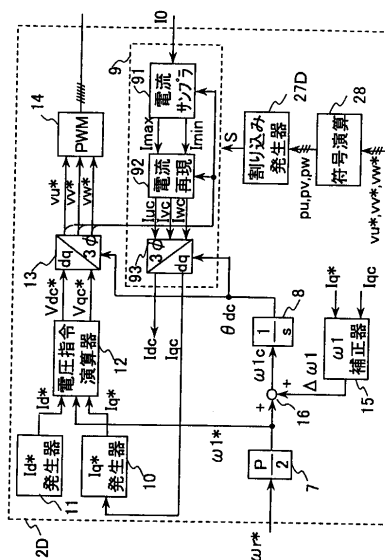 2D
Id*
発生器
11
Id*
Iq*
発生器
10
Iq*
電圧指令
演算器
12
Vdc*
Vqc*
13
dq
3φ
vu*
vv*
vw*
PWM
14
9
93
3φ
dq
Iuc
Ivc
Iwc
92
電流
再現
Imax
Imin
91
電流
サンプラ
I0
Idc
Iqc
θdc
S
割り込み
発生器
27D
pu,pv,pw
符号演算
28
vu*,vv*,vw*
ωr*
P
2
7
ω1*
+
+
16
ω1c
1
s
8
Δω1
ω1
補正器
15
Iq*
Iqc